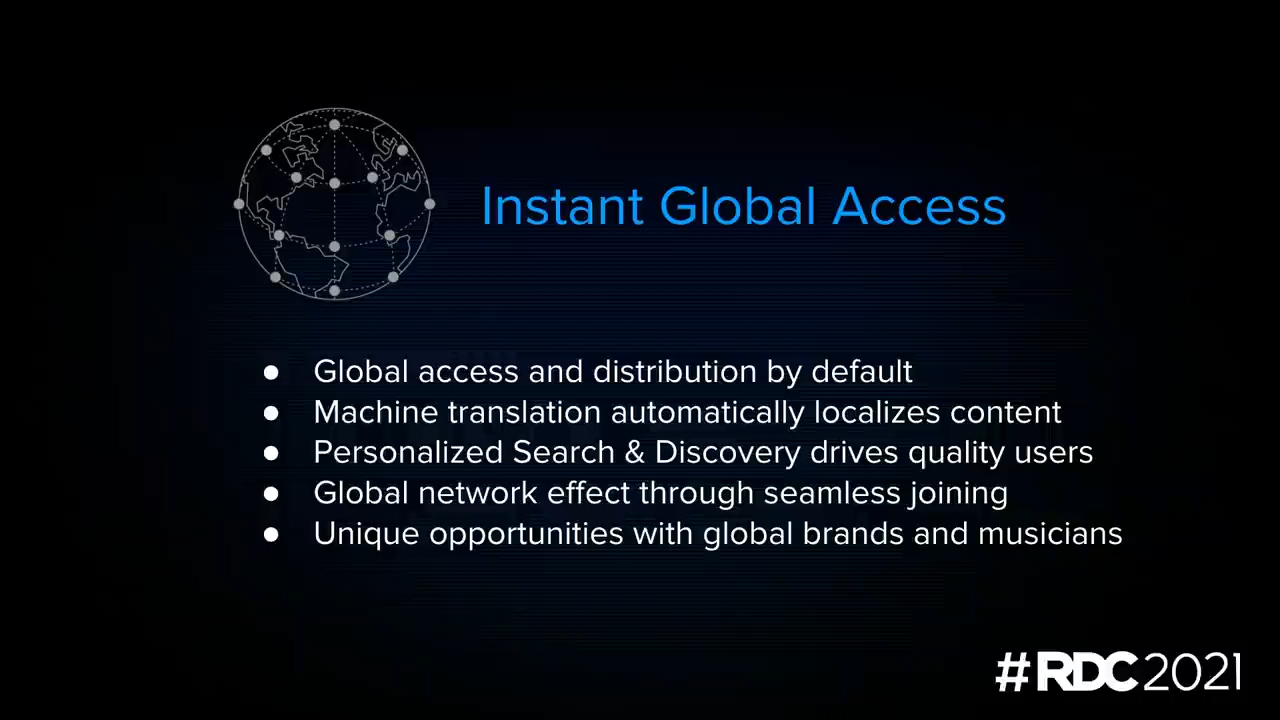 Instant Global Access
● Global access and distribution by default
● Machine translation automatically localizes content
● Personalized Search & Discovery drives quality users
● Global network effect through seamless joining
● Unique opportunities with global brands and musicians
#RDC2021